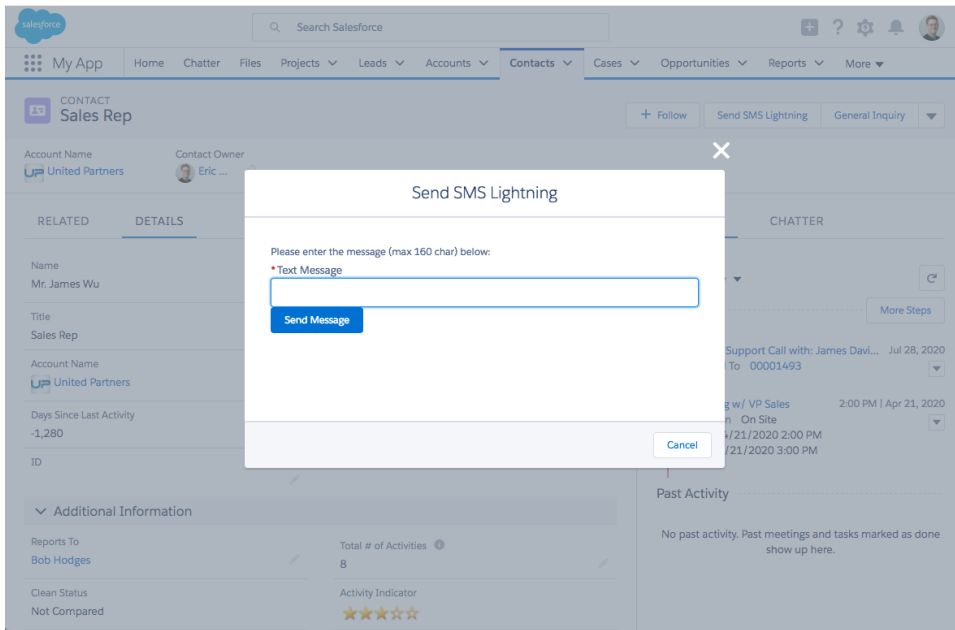 salesforce
Search Salesforce
My App Home Chatter Files Projects Leads Accounts Contacts Cases Opportunities Reports More
CONTACT
Sales Rep
+ Follow Send SMS Lightning General Inquiry
Account Name Contact Owner
UP United Partners Eric ...
Send SMS Lightning
RELATED DETAILS CHATTER
Please enter the message (max 160 char) below:
*Text Message
Send Message
Cancel
Name
Mr. James Wu
Title
Sales Rep
Account Name
UP United Partners
Days Since Last Activity
-1,280
ID
More Steps
Support Call with: James Davi... Jul 28, 2020
To 00001493
w/ VP Sales 2:00 PM | Apr 21, 2020
On Site
/21/2020 2:00 PM
/21/2020 3:00 PM
Past Activity
No past activity. Past meetings and tasks marked as done
show up here.
Additional Information
Reports To
Bob Hodges
Total # of Activities
8
Clean Status
Not Compared
Activity Indicator